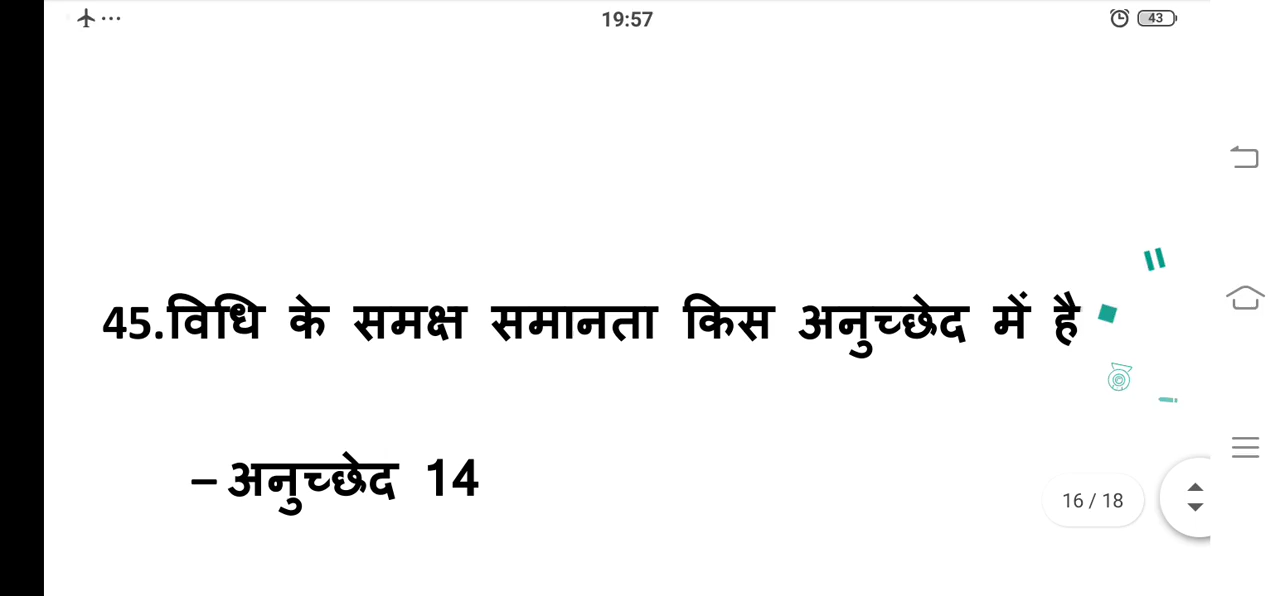 19:57
43
45.विधि के समक्ष समानता किस अनुच्छेद में है
– अनुच्छेद 14
16 / 18